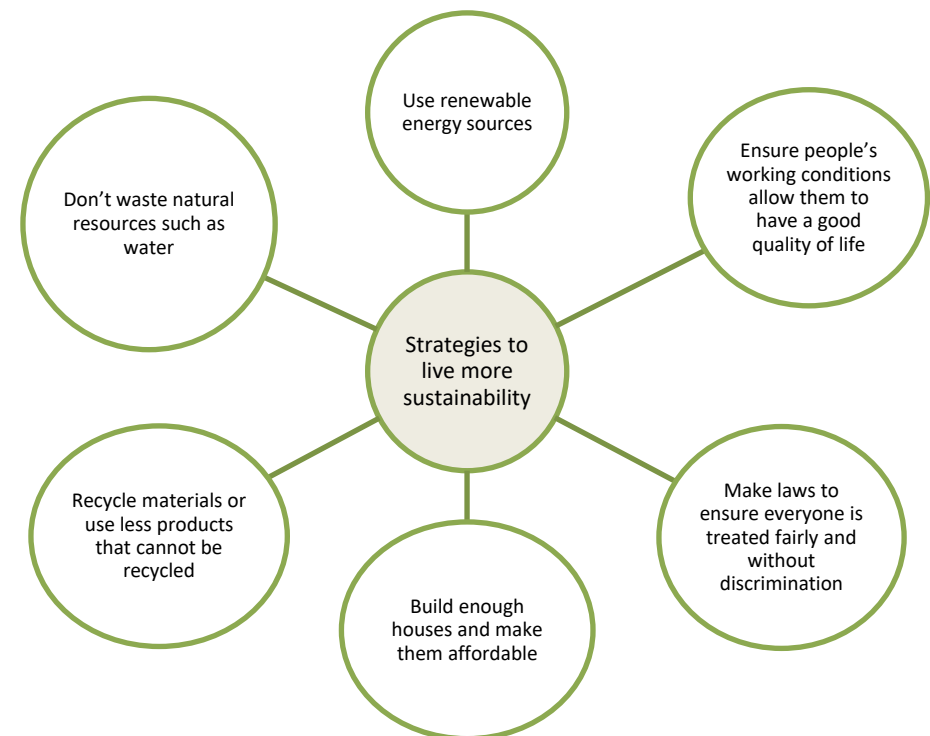 Use renewable
energy sources
Ensure people’s
working conditions
allow them to
have a good
quality of life
Make laws to
ensure everyone is
treated fairly and
without
discrimination
Build enough
houses and make
them affordable
Recycle materials or
use less products
that cannot be
recycled
Don’t waste natural
resources such as
water
Strategies to
live more
sustainability